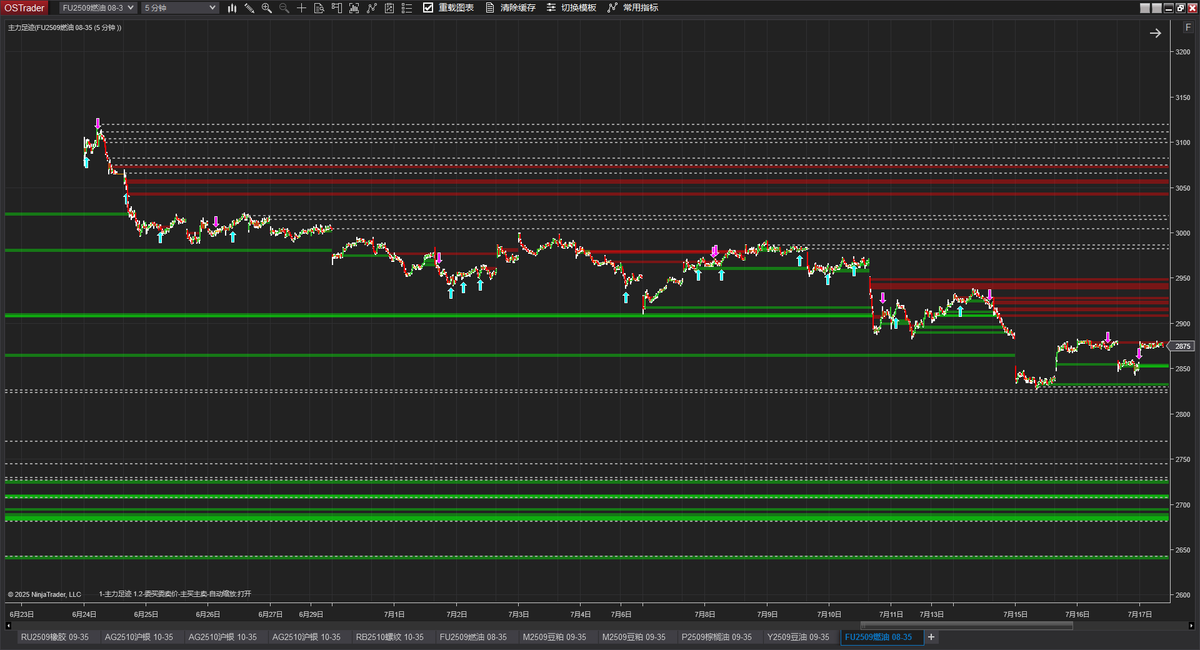 OSTrader FU2509燃油 08-3 5 分钟 重载图表 清除缓存 切换模板 常用指标
主力足迹(FU2509燃油 08-35 (5 分钟 ))
F
3200
3150
3100
3050
3000
2950
2900
2875
2850
2800
2750
2700
2650
2600
© 2025 NinjaTrader, LLC 1-主力足迹 1.2-委买委卖价-主买主卖-自动缩放:打开
6月23日 6月24日 6月25日 6月26日 6月27日 6月29日 7月1日 7月2日 7月3日 7月4日 7月6日 7月8日 7月9日 7月10日 7月11日 7月13日 7月15日 7月16日 7月17日
RU2509橡胶 09-35 AG2510沪银 10-35 AG2510沪银 09-35 AG2510沪银 10-35 RB2510螺纹 10-35 FU2509燃油 08-35 M2509豆粕 09-35 M2509豆粕 09-35 P2509棕榈油 09-35 Y2509豆油 09-35 FU2509燃油 08-35 +